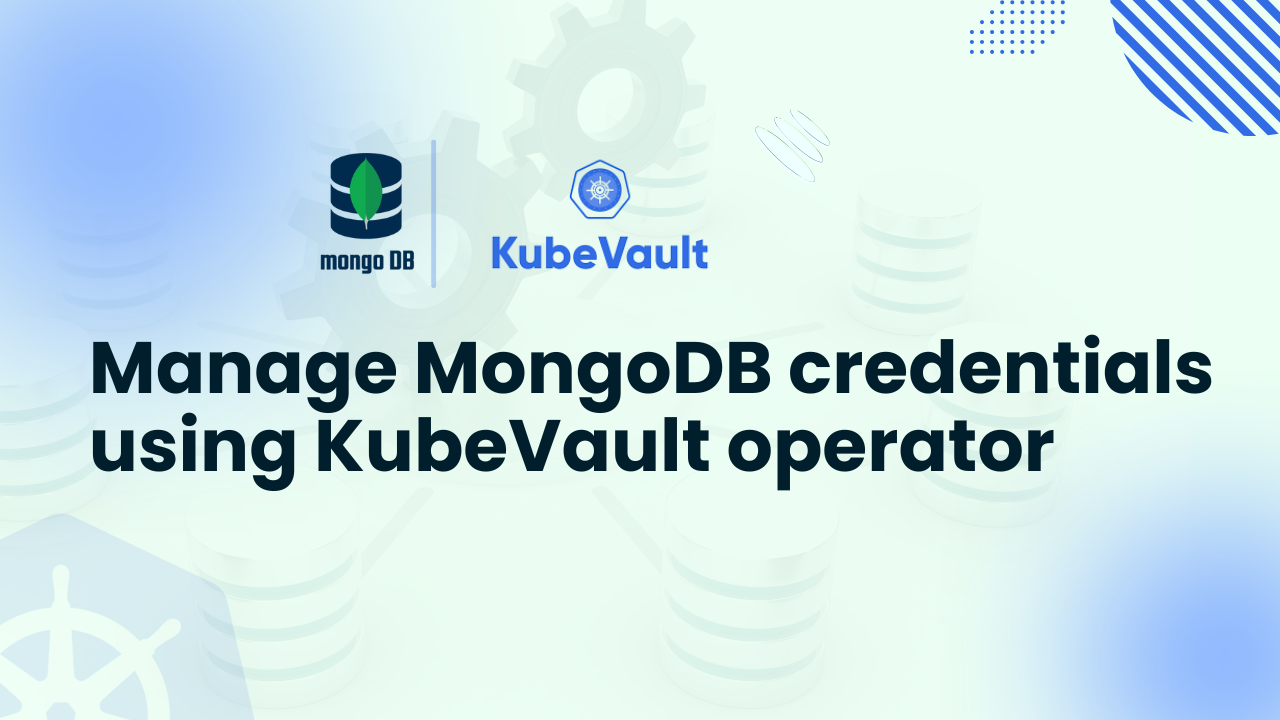 mongo DB
KubeVault
Manage MongoDB credentials
using KubeVault operator